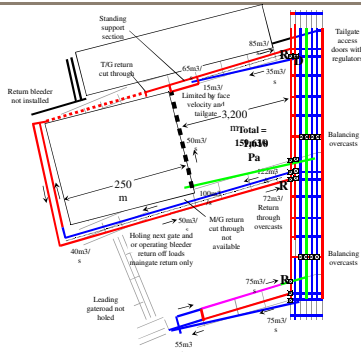 Standing
support
section
Tailgate
access
doors with
regulators
85m3/
s
R
T/G return
cut through
65m3/
s
35m3/
s
15m3/
Limited by face
velocity and
tailgate
Return bleeder
not installed
3,200
m
Total =
Pa
50m3/
s
Balancing
overcasts
250
m
122m3
R
100m3
72m3/
Return
through
overcasts
50m3/
s
M/G return
cut through
not
available
Holing next gate and
or operating bleeder
return off loads
maingate return only
40m3/
s
Balancing
overcasts
R
75m3/
s
Leading
gateroad not
holed
75m3/
s
55m3